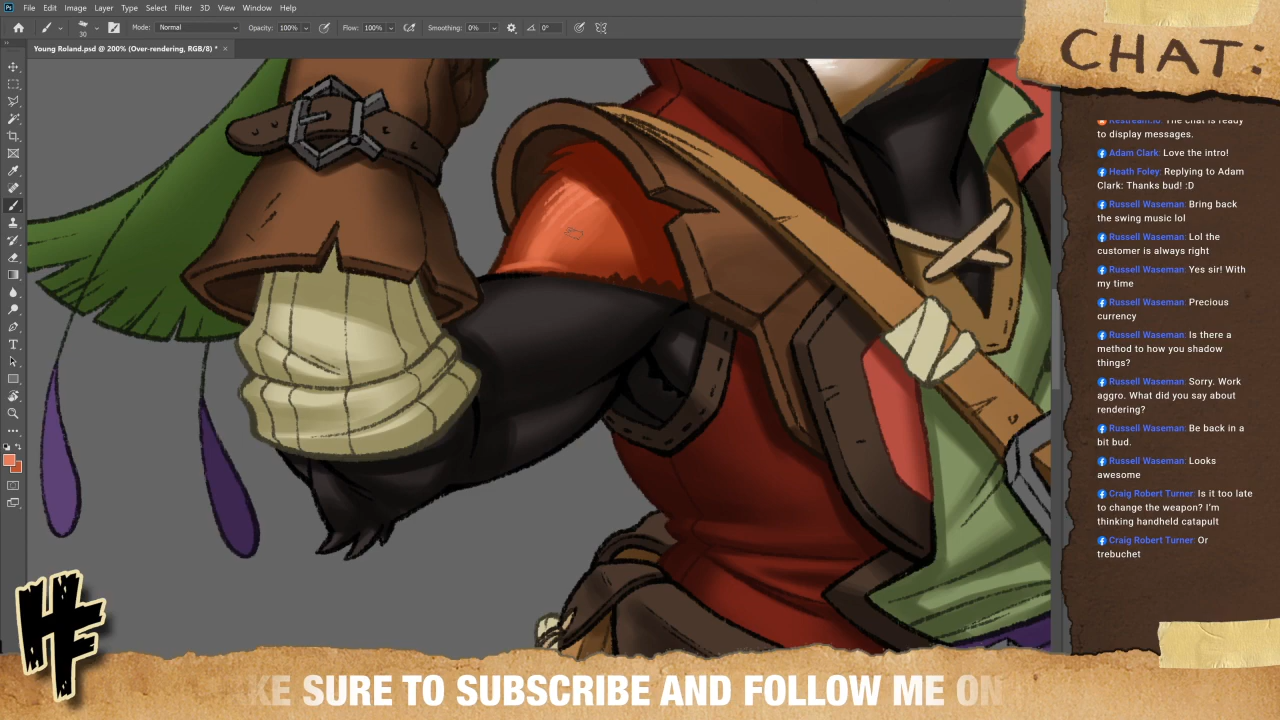 File Edit Image Layer Type Select Filter 3D View Window Help
30 Mode: Normal Opacity: 100% Flow: 100% Smoothing: 0% 0°
Young Roland.psd @ 200% (Over-rendering, RGB/8) * ×
CHAT:
Restream.io: The chat is ready
to display messages.
Adam Clark: Love the intro!
Heath Foley: Replying to Adam
Clark: Thanks bud! :D
Russell Waseman: Bring back
the swing music lol
Russell Waseman: Lol the
customer is always right
Russell Waseman: Yes sir! With
my time
Russell Waseman: Precious
currency
Russell Waseman: Is there a
method to how you shadow
things?
Russell Waseman: Sorry. Work
aggro. What did you say about
rendering?
Russell Waseman: Be back in a
bit bud.
Russell Waseman: Looks
awesome
Craig Robert Turner: Is it too late
to change the weapon? I'm
thinking handheld catapult
Craig Robert Turner: Or
trebuchet
HF
KE SURE TO SUBSCRIBE AND FOLLOW ME ON